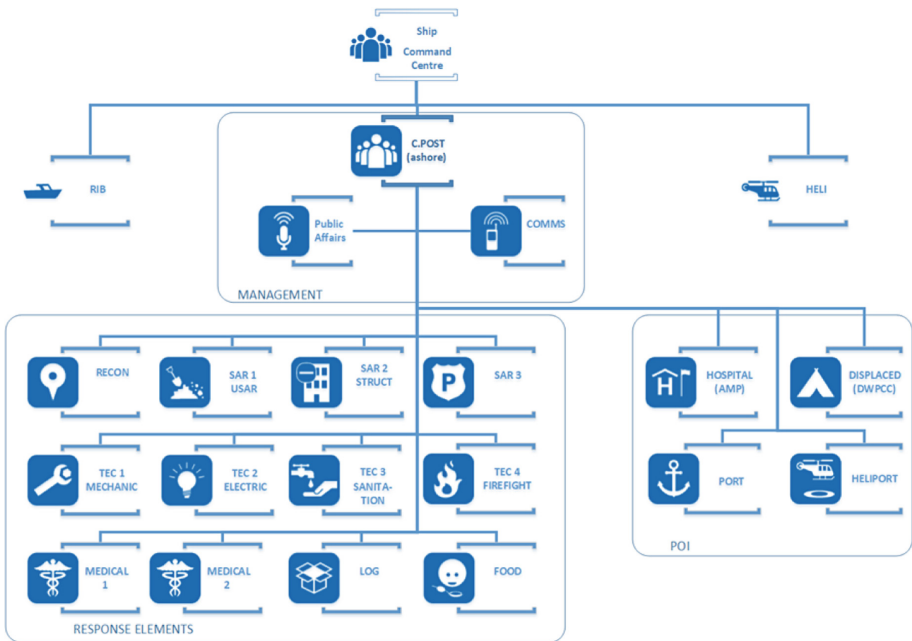 Ship
Command
Centre
C.POST
(ashore)
RIB
HELI
Public
Affairs
COMMS
MANAGEMENT
RECON
SAR 1
USAR
SAR 2
STRUCT
P
SAR 3
H
HOSPITAL
(AMP)
DISPLACED
(DWPCC)
TEC 1
MECHANIC
TEC 2
ELECTRIC
TEC 3
SANITA-
TION
TEC 4
FIREFIGHT
PORT
HELIPORT
POI
MEDICAL
1
MEDICAL
2
LOG
FOOD
RESPONSE ELEMENTS